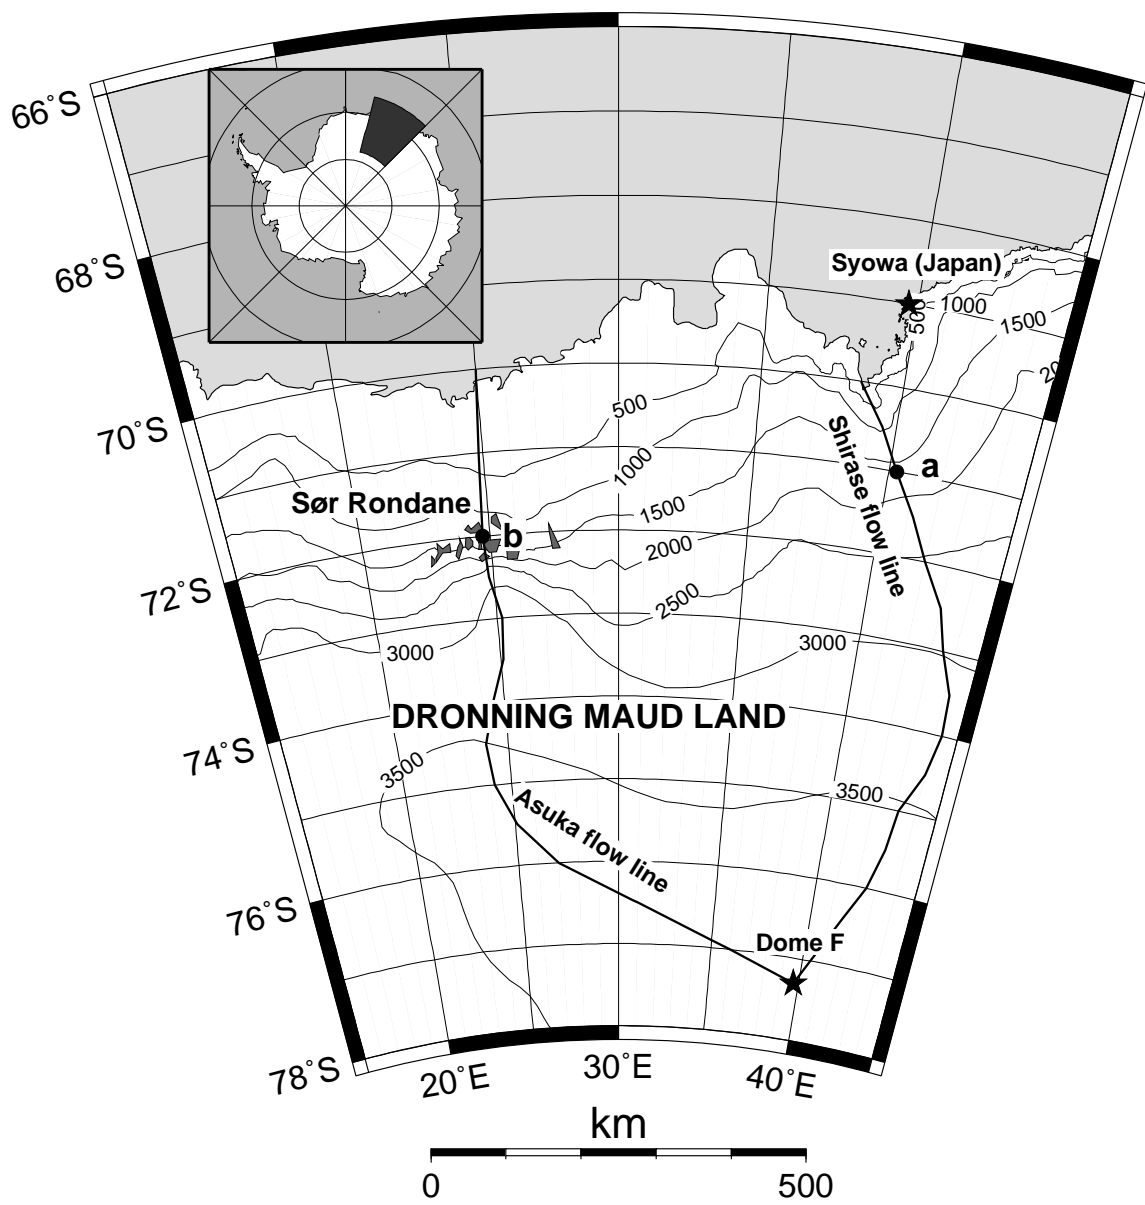 66°S
68°S
70°S
72°S
74°S
76°S
78°S
Syowa (Japan)
500
1000
1500
500
1000
1500
2000
2500
3000
3000
3500
3500
Shirase flow line
a
Sør Rondane
b
DRONNING MAUD LAND
Asuka flow line
Dome F
20°E
30°E
40°E
km
0
500